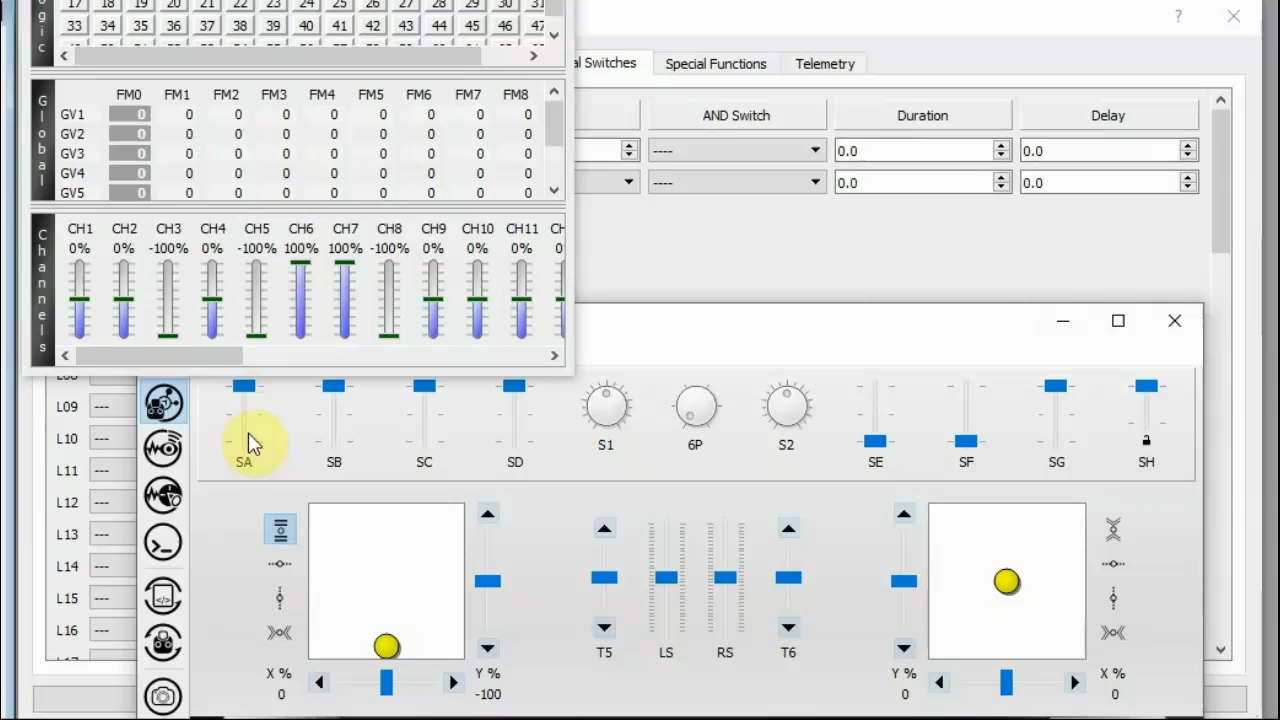 17 18 19 20 21 22 23 24 25 26 27 28 29 30 31
33 34 35 36 37 38 39 40 41 42 43 44 45 46 47
ogic
Global
FM0 FM1 FM2 FM3 FM4 FM5 FM6 FM7 FM8
GV1 0 0 0 0 0 0 0 0 0
GV2 0 0 0 0 0 0 0 0 0
GV3 0 0 0 0 0 0 0 0 0
GV4 0 0 0 0 0 0 0 0 0
GV5 0 0 0 0 0 0 0 0 0
Channels
CH1 CH2 CH3 CH4 CH5 CH6 CH7 CH8 CH9 CH10 CH11 CH
0% 0% -100% 0% -100% 100% 100% -100% 0% 0% 0%
?
al Switches Special Functions Telemetry
AND Switch Duration Delay
---- 0.0 0.0
---- 0.0 0.0
L09 ---
L10 ---
L11 ---
L12 ---
L13 ---
L14 ---
L15 ---
L16 ---
S1 6P S2
SA SB SC SD SE SF SG SH
T5 LS RS T6
X % Y % Y % X %
0 -100 0 0